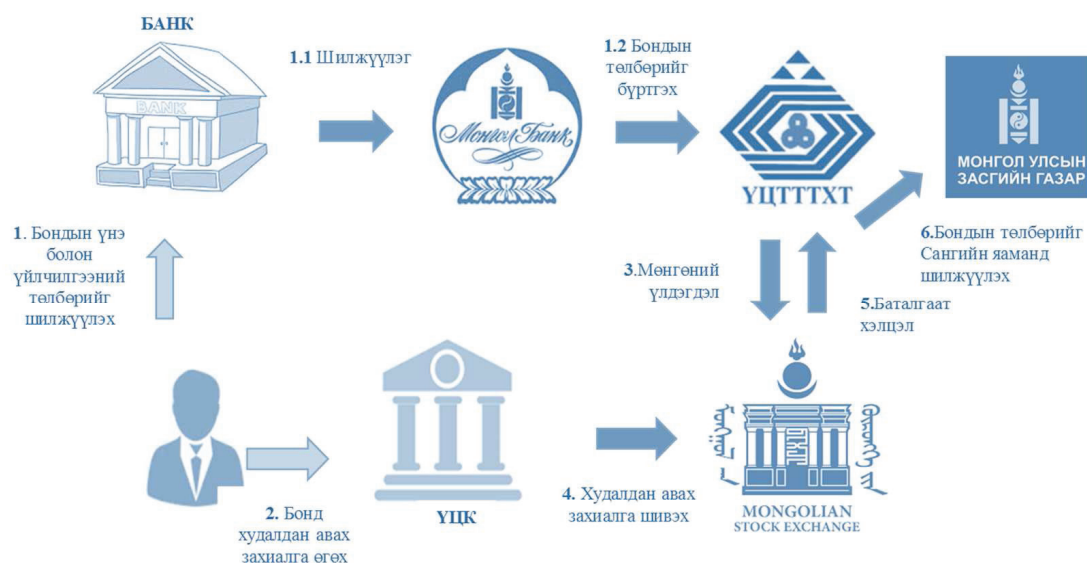 БАНК
1.1 Шилжүүлэг
1.2 Бондын
төлбөрийг
бүртгэх
BANK
Монгол Банк
ҮЦТТТХТ
МОНГОЛ УЛСЫН
ЗАСГИЙН ГАЗАР
1. Бондын үнэ
болон
үйлчилгээний
төлбөрийг
шилжүүлэх
3.Мөнгөний
үлдэгдэл
6.Бондын төлбөрийг
Сангийн яаманд
шилжүүлэх
5.Баталгаат
хэлцэл
2. Бонд
худалдан авах
захиалга өгөх
ҮЦК
4. Худалдан авах
захиалга шивэх
MONGOLIAN
STOCK EXCHANGE